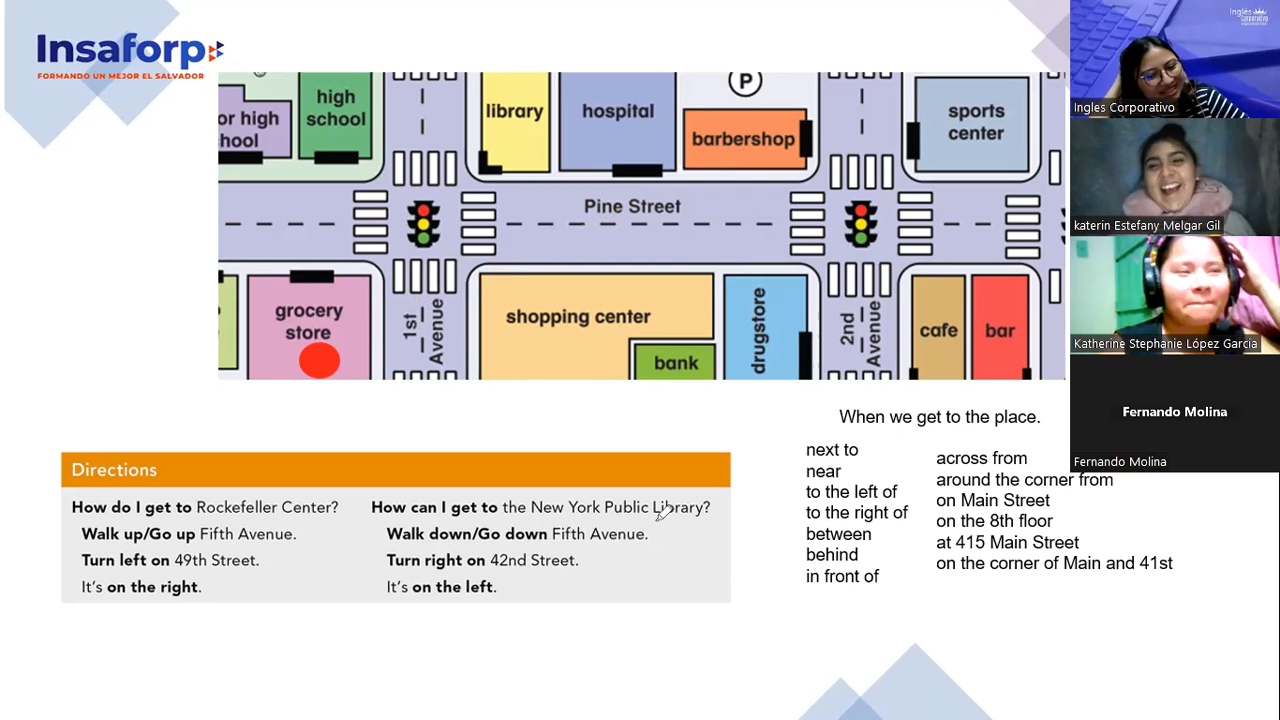 Insaforp
FORMANDO UN MEJOR EL SALVADOR
or high
hool
high
school
library
hospital
P
barbershop
sports
center
Pine Street
grocery
store
1st
Avenue
shopping center
bank
drugstore
2nd
Avenue
cafe
bar
Directions
How do I get to Rockefeller Center?
Walk up/Go up Fifth Avenue.
Turn left on 49th Street.
It's on the right.
How can I get to the New York Public Library?
Walk down/Go down Fifth Avenue.
Turn right on 42nd Street.
It's on the left.
When we get to the place.
next to
near
to the left of
to the right of
between
behind
in front of
across from
around the corner from
on Main Street
on the 8th floor
at 415 Main Street
on the corner of Main and 41st
Inglés
Corporativo
Ingles Corporativo
katerin Estefany Melgar Gil
Katherine Stephanie López Garcia
Fernando Molina
Fernando Molina